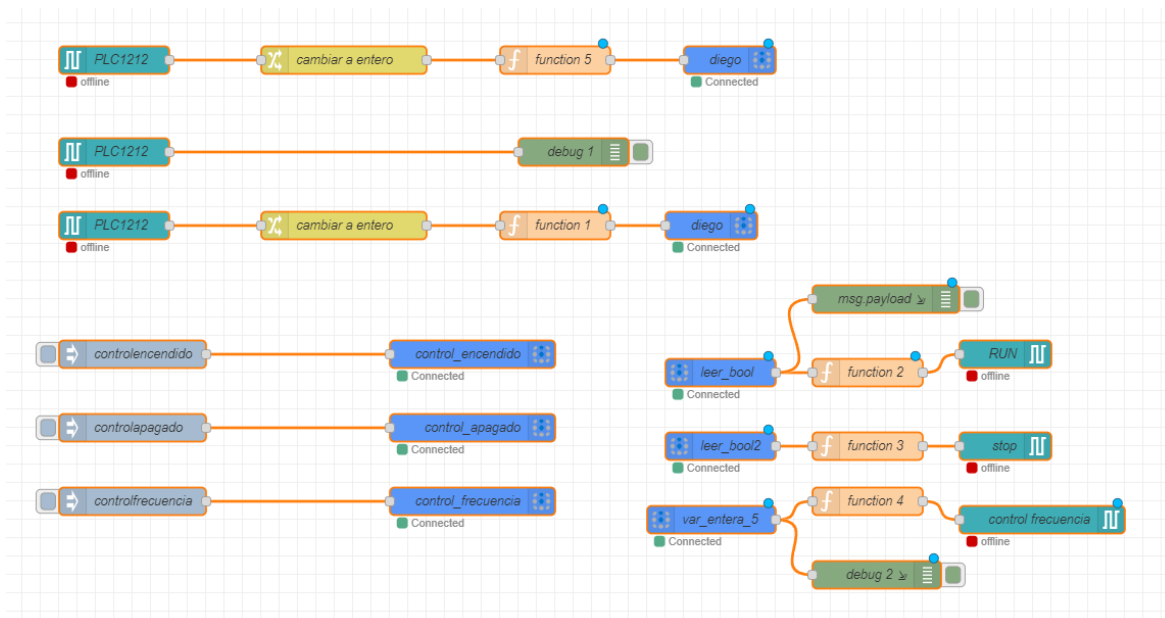 PLC1212
cambiar a entero
function 5
diego
offline
Connected
PLC1212
debug 1
offline
PLC1212
cambiar a entero
function 1
diego
offline
Connected
msg.payload
controlencendido
control_encendido
Connected
leer_bool
function 2
RUN
Connected
offline
controlapagado
control_apagado
Connected
leer_bool2
function 3
stop
Connected
offline
controlfrecuencia
control_frecuencia
Connected
var_entera_5
function 4
control frecuencia
Connected
offline
debug 2